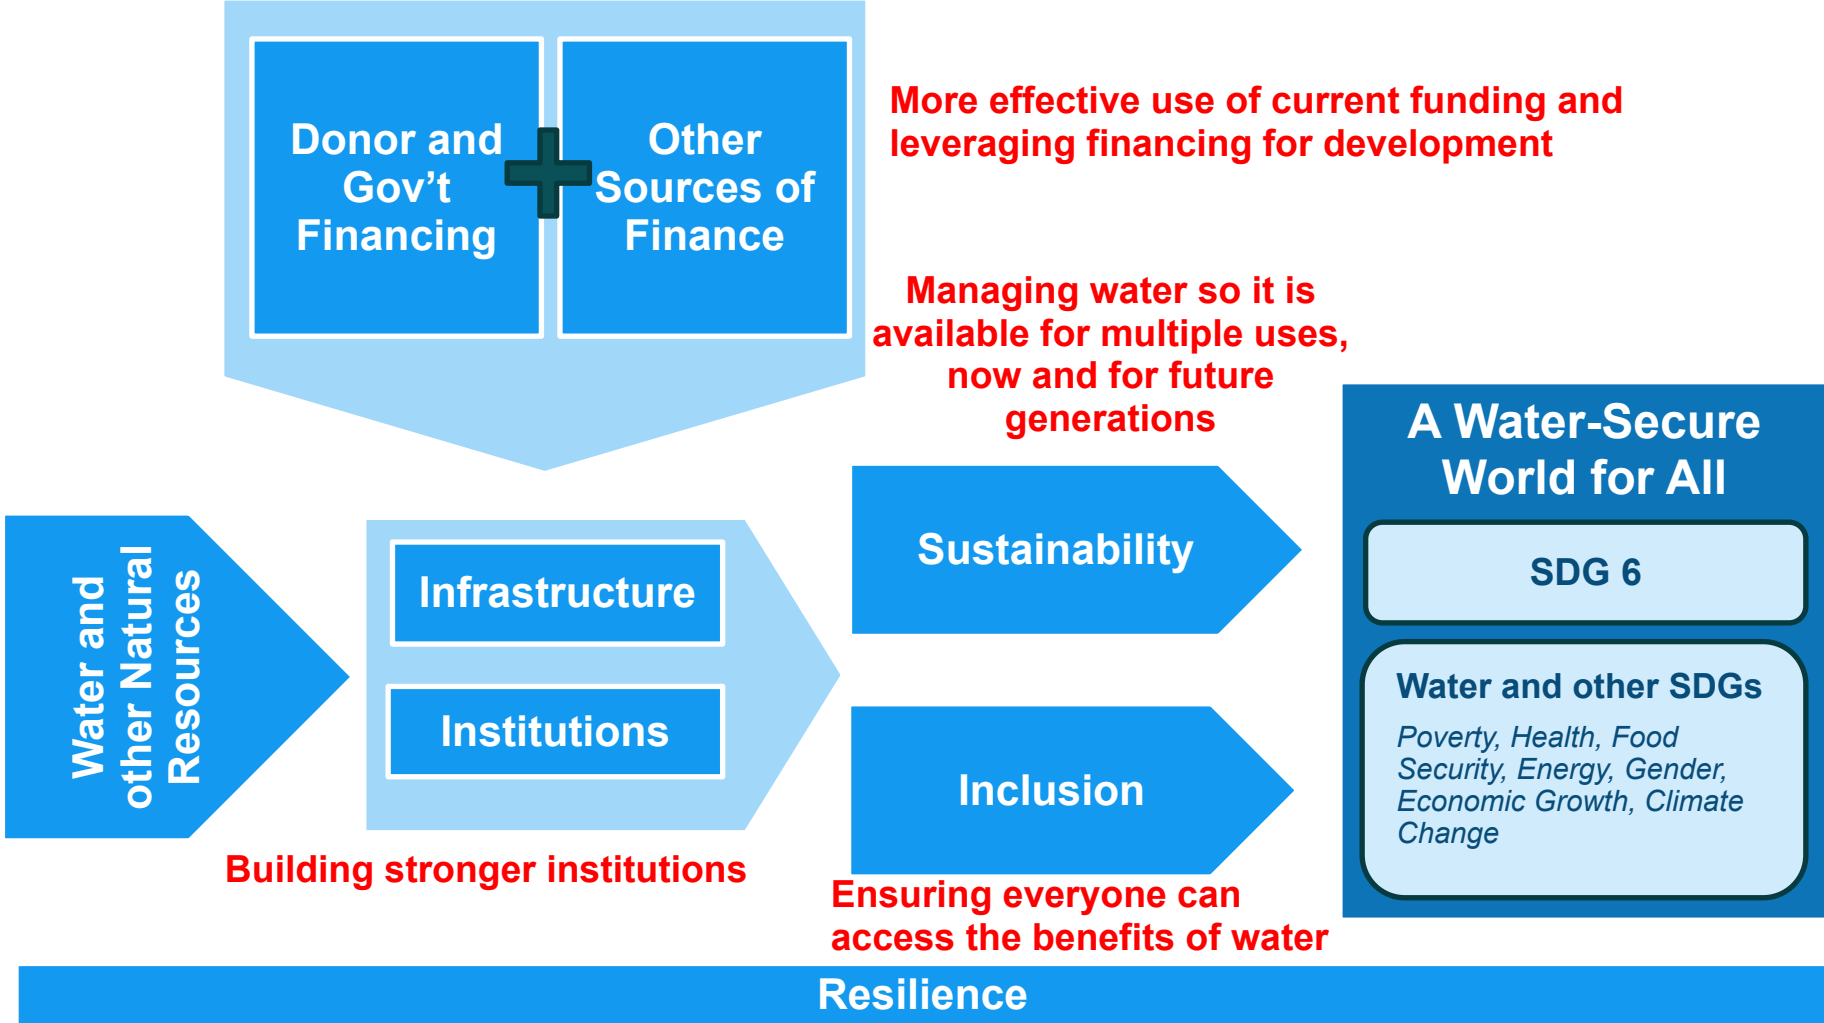 Donor and
Gov’t
Financing
Other
Sources of
Finance
More effective use of current funding and
leveraging financing for development
Managing water so it is
available for multiple uses,
now and for future
generations
Water and
other Natural
Resources
Infrastructure
Institutions
Building stronger institutions
Sustainability
Inclusion
Ensuring everyone can
access the benefits of water
A Water-Secure
World for All
SDG 6
Water and other SDGs
Poverty, Health, Food
Security, Energy, Gender,
Economic Growth, Climate
Change
Resilience